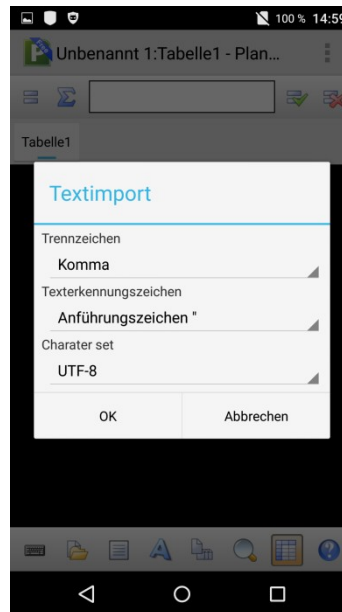 100 % 14:59
Unbenannt 1:Tabelle1 - Plan...
Tabelle1
Textimport
Trennzeichen
Komma
Texterkennungszeichen
Anführungszeichen "
Charater set
UTF-8
OK Abbrechen